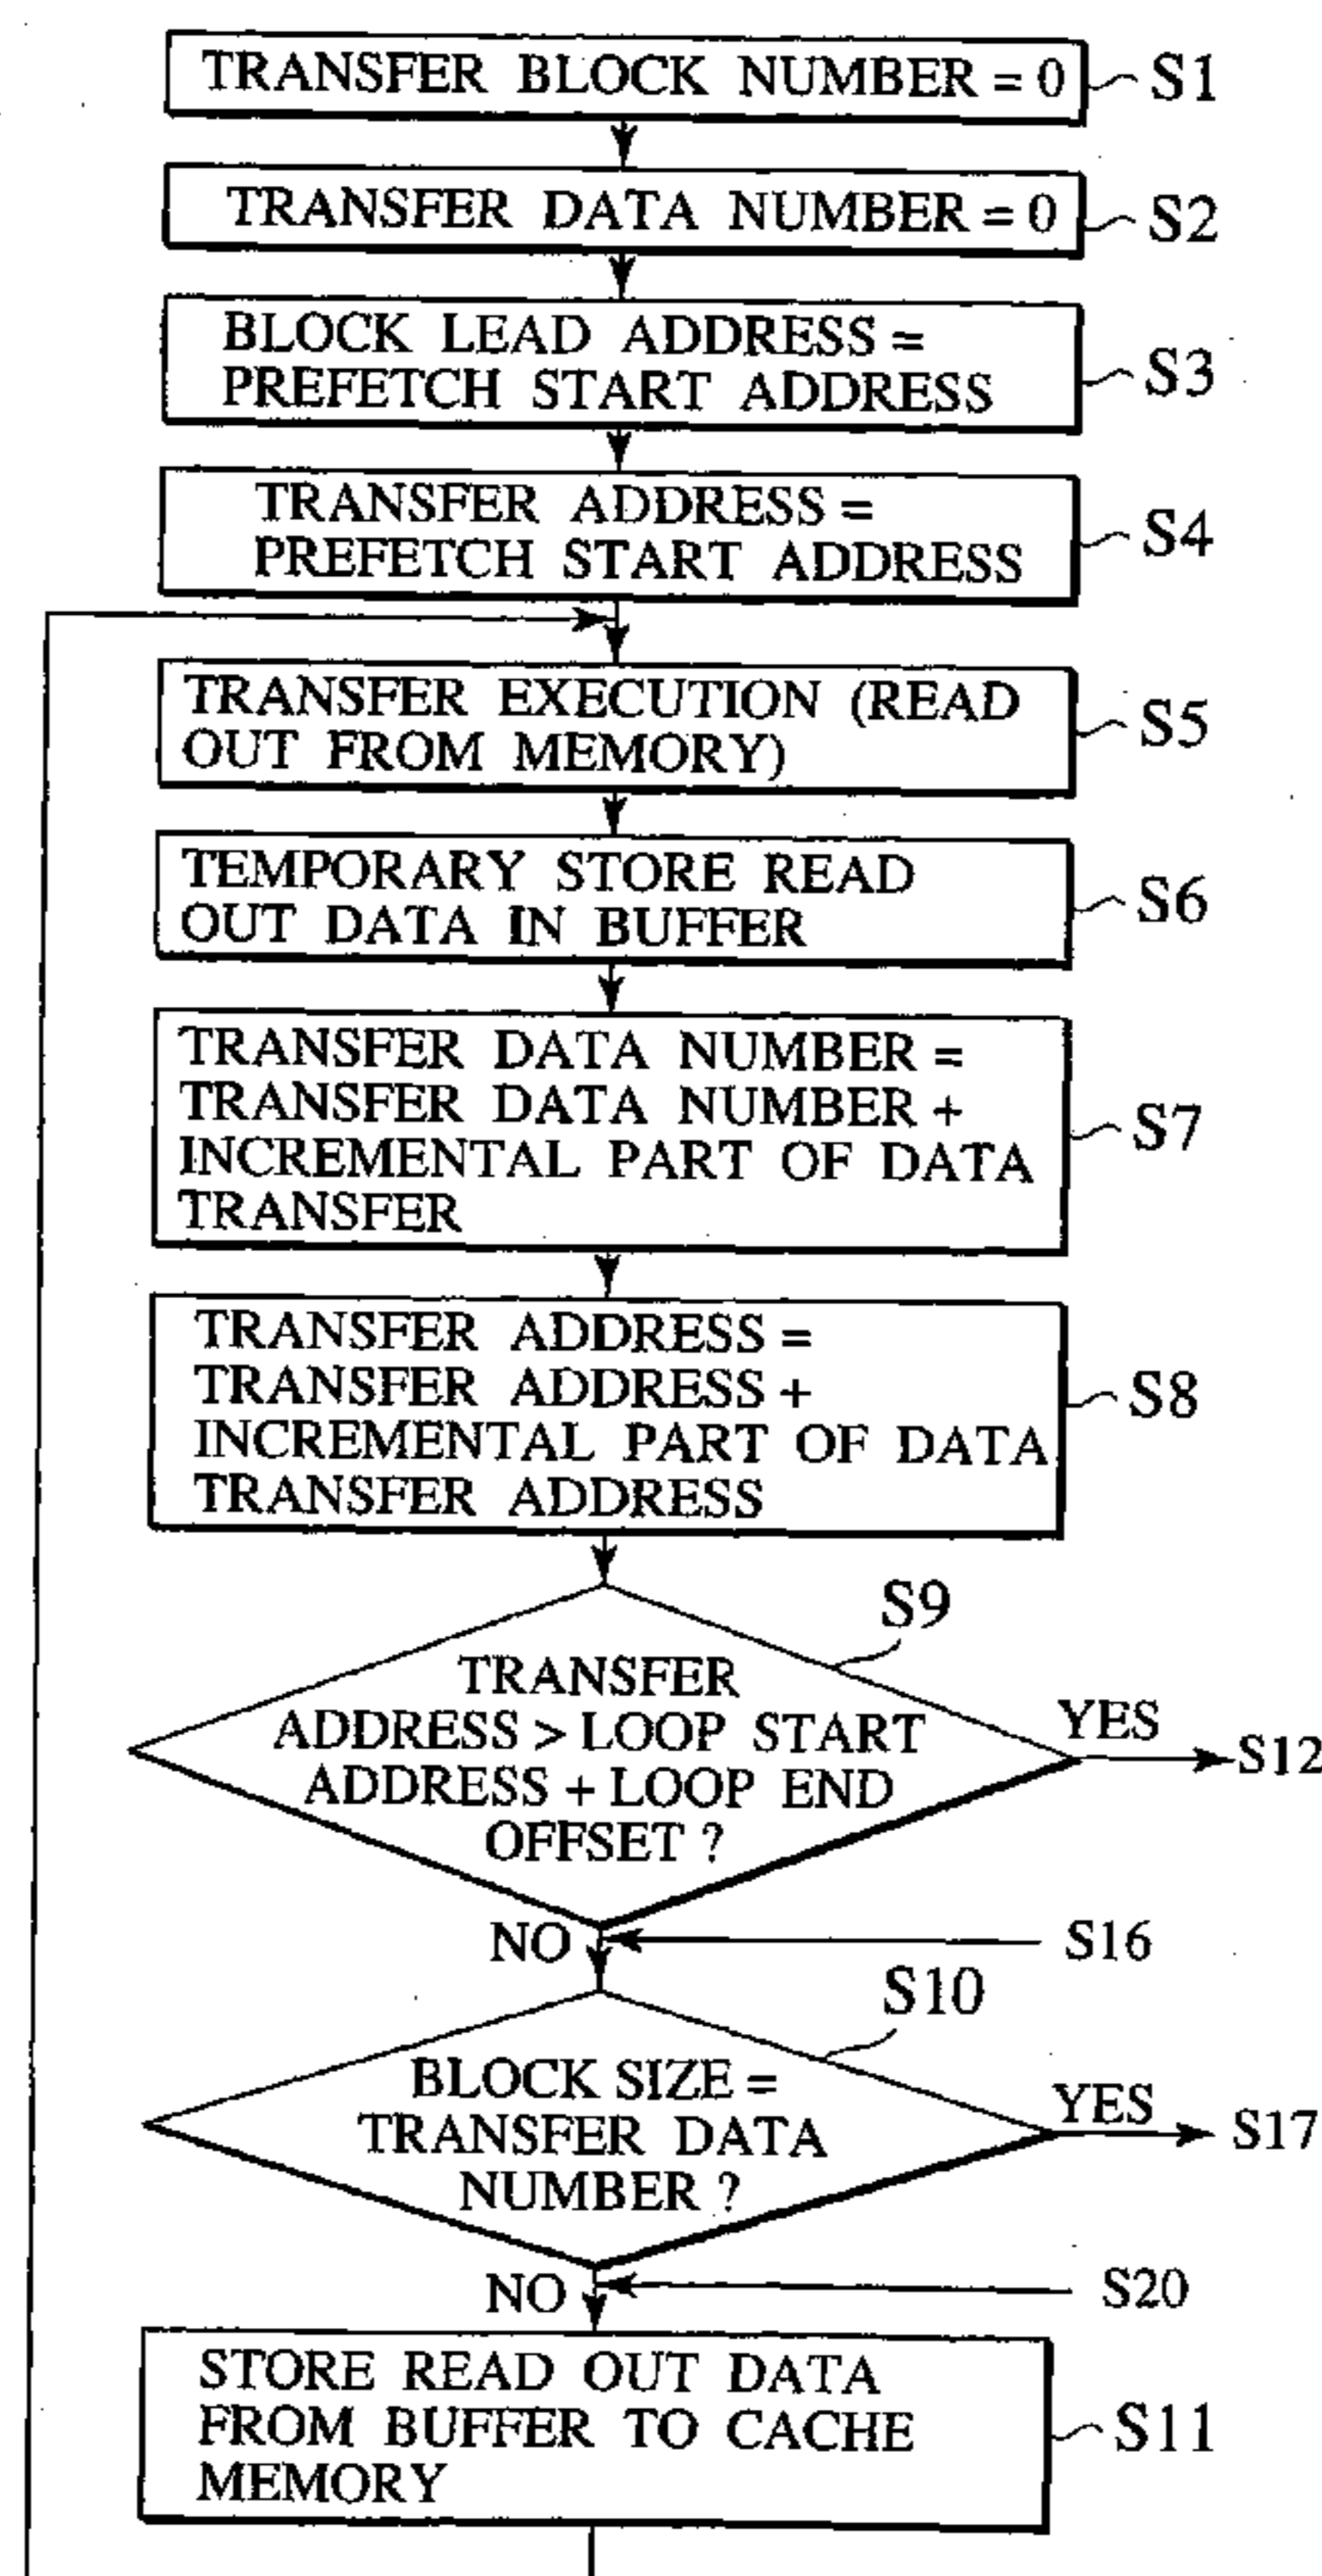 TRANSFER BLOCK NUMBER = 0
S1
TRANSFER DATA NUMBER = 0
S2
BLOCK LEAD ADDRESS =
PREFETCH START ADDRESS
S3
TRANSFER ADDRESS =
PREFETCH START ADDRESS
S4
TRANSFER EXECUTION (READ
OUT FROM MEMORY)
S5
TEMPORARY STORE READ
OUT DATA IN BUFFER
S6
TRANSFER DATA NUMBER =
TRANSFER DATA NUMBER +
INCREMENTAL PART OF DATA
TRANSFER
S7
TRANSFER ADDRESS =
TRANSFER ADDRESS +
INCREMENTAL PART OF DATA
TRANSFER ADDRESS
S8
S9
TRANSFER
ADDRESS > LOOP START
ADDRESS + LOOP END
OFFSET ?
YES
S12
NO
S16
S10
BLOCK SIZE =
TRANSFER DATA
NUMBER ?
YES
S17
NO
S20
STORE READ OUT DATA
FROM BUFFER TO CACHE
MEMORY
S11